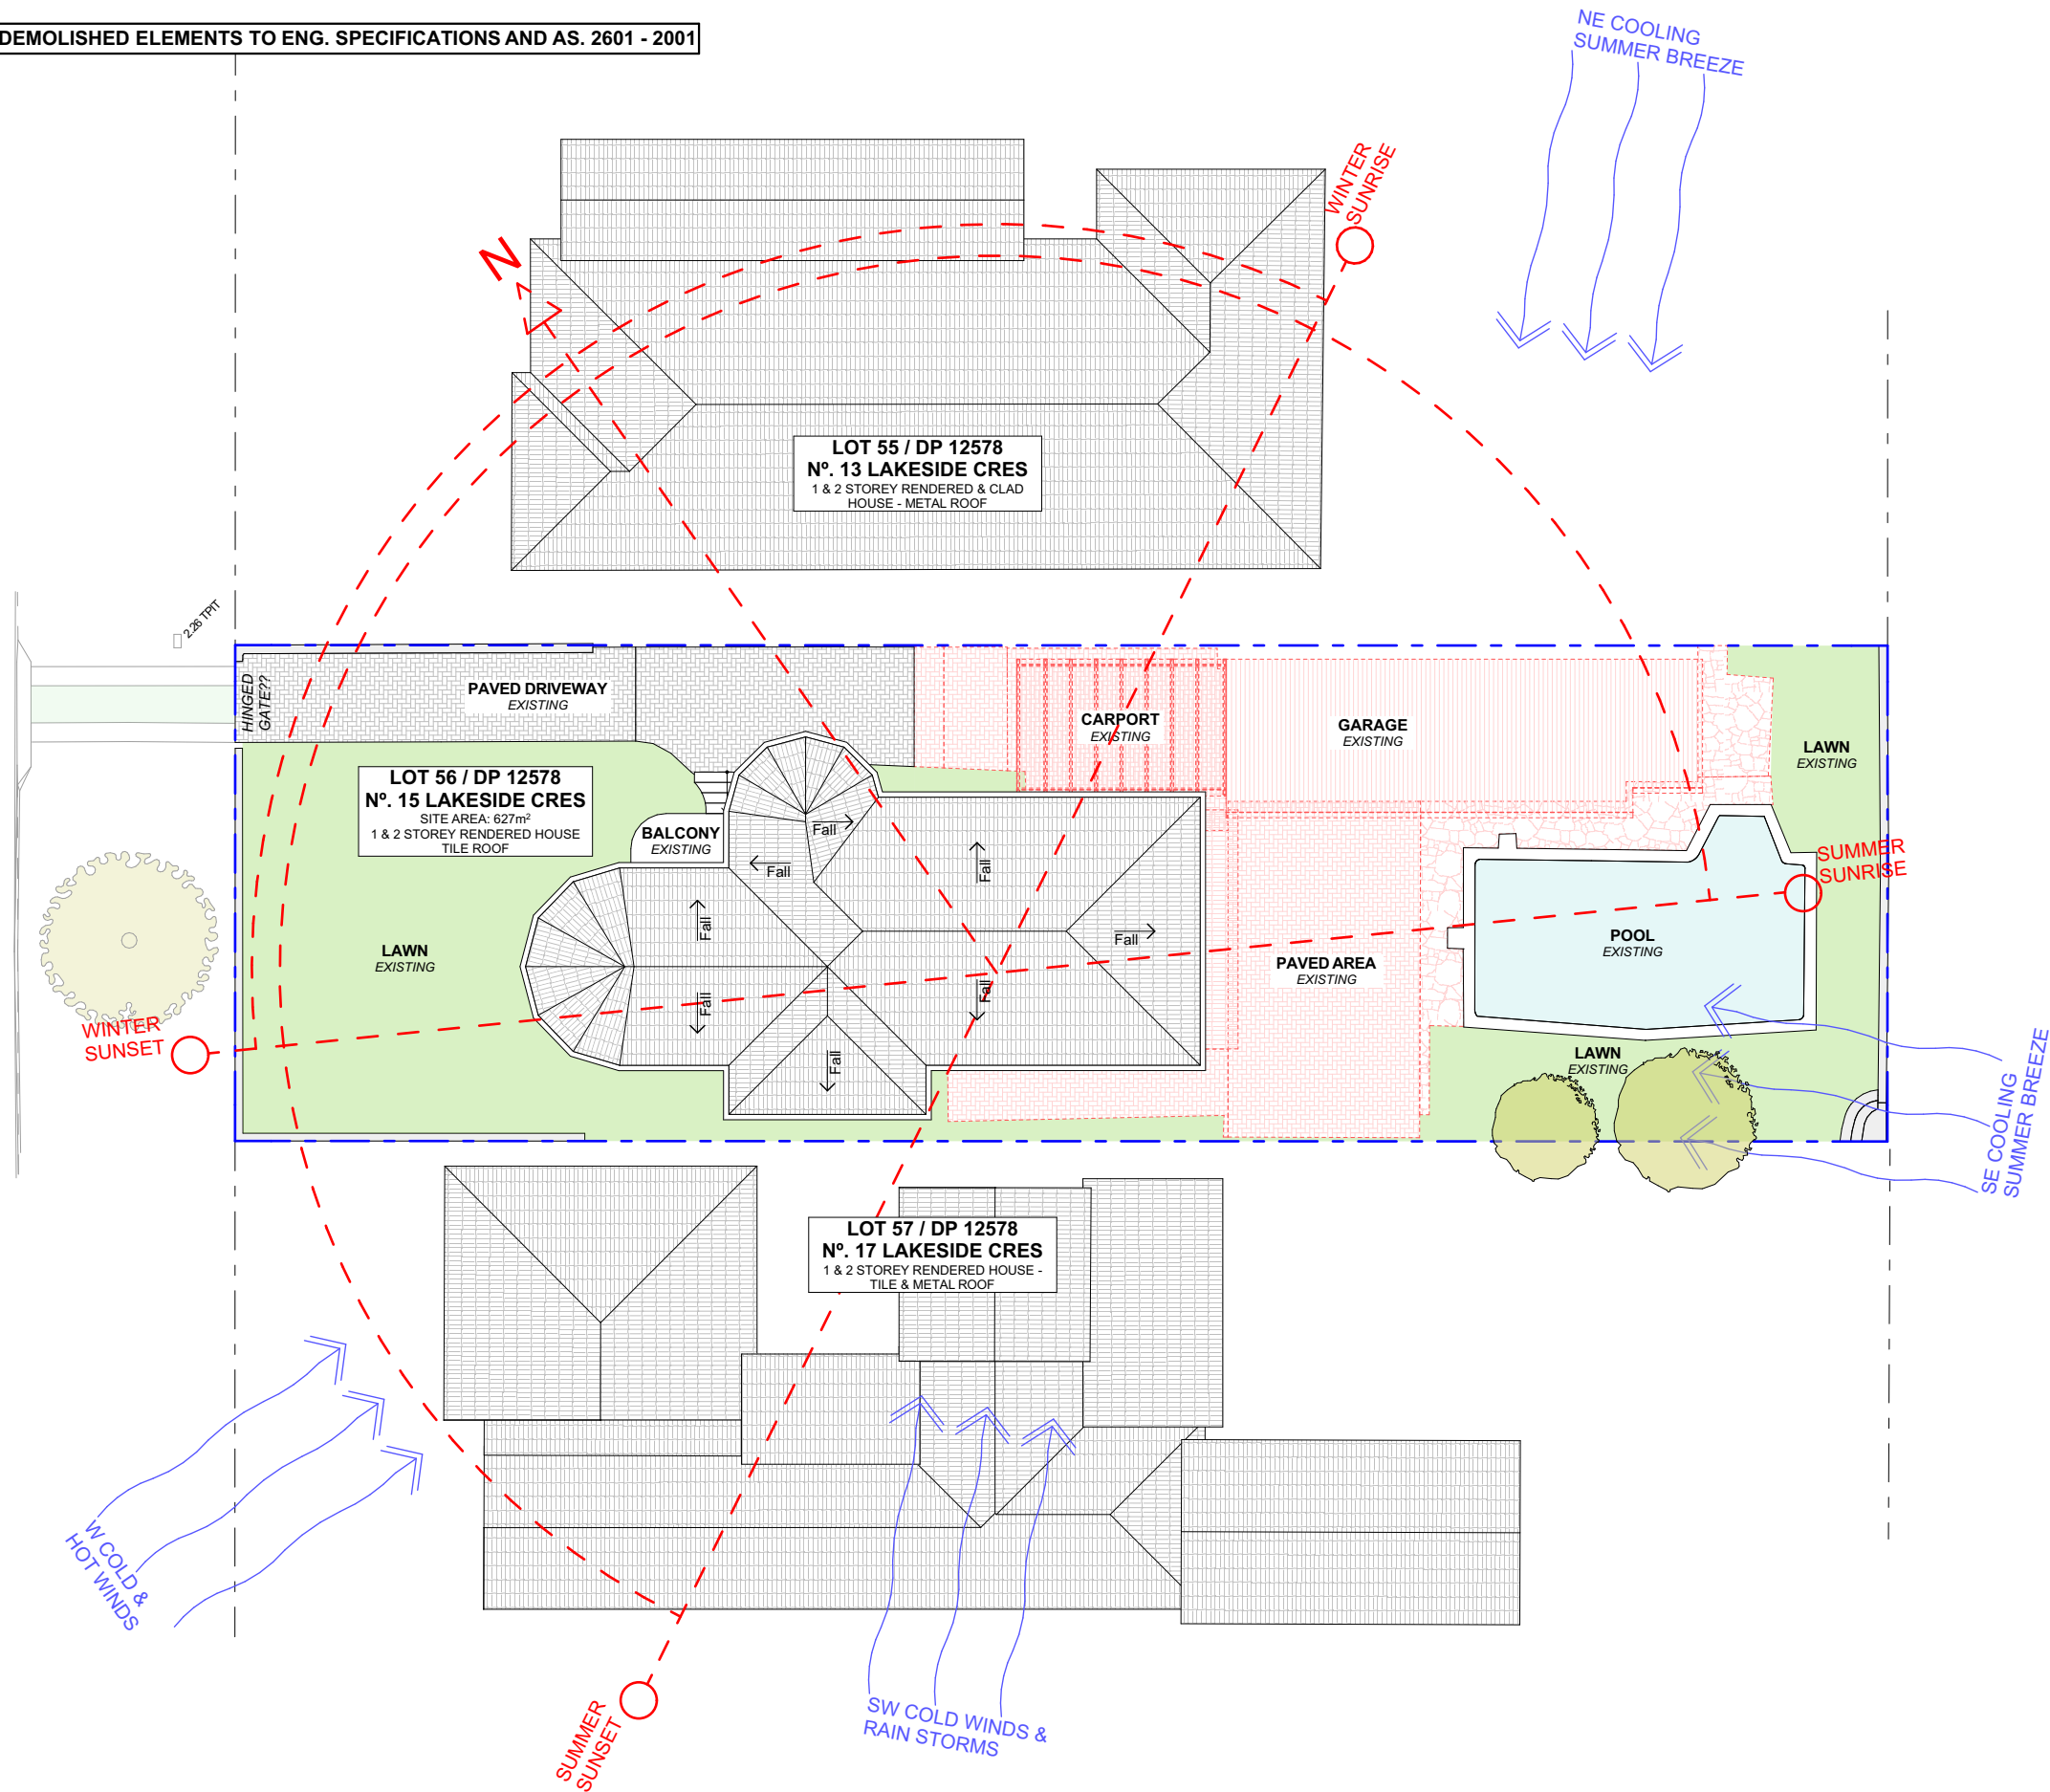 DEMOLISHED ELEMENTS TO ENG. SPECIFICATIONS AND AS. 2601 - 2001
NE COOLING
SUMMER BREEZE
WINTER
SUNRISE
N
LOT 55 / DP 12578
Nº. 13 LAKESIDE CRES
1 & 2 STOREY RENDERED & CLAD
HOUSE - METAL ROOF
2.26 TPIT
HINGED
GATE??
PAVED DRIVEWAY
EXISTING
CARPORT
EXISTING
GARAGE
EXISTING
LAWN
EXISTING
LOT 56 / DP 12578
Nº. 15 LAKESIDE CRES
SITE AREA: 627m²
1 & 2 STOREY RENDERED HOUSE
TILE ROOF
BALCONY
EXISTING
Fall
Fall
Fall
Fall
Fall
Fall
Fall
Fall
SUMMER
SUNRISE
LAWN
EXISTING
PAVED AREA
EXISTING
POOL
EXISTING
WINTER
SUNSET
LAWN
EXISTING
SE COOLING
SUMMER BREEZE
LOT 57 / DP 12578
Nº. 17 LAKESIDE CRES
1 & 2 STOREY RENDERED HOUSE -
TILE & METAL ROOF
W COLD &
HOT WINDS
SW COLD WINDS &
RAIN STORMS
SUMMER
SUNSET